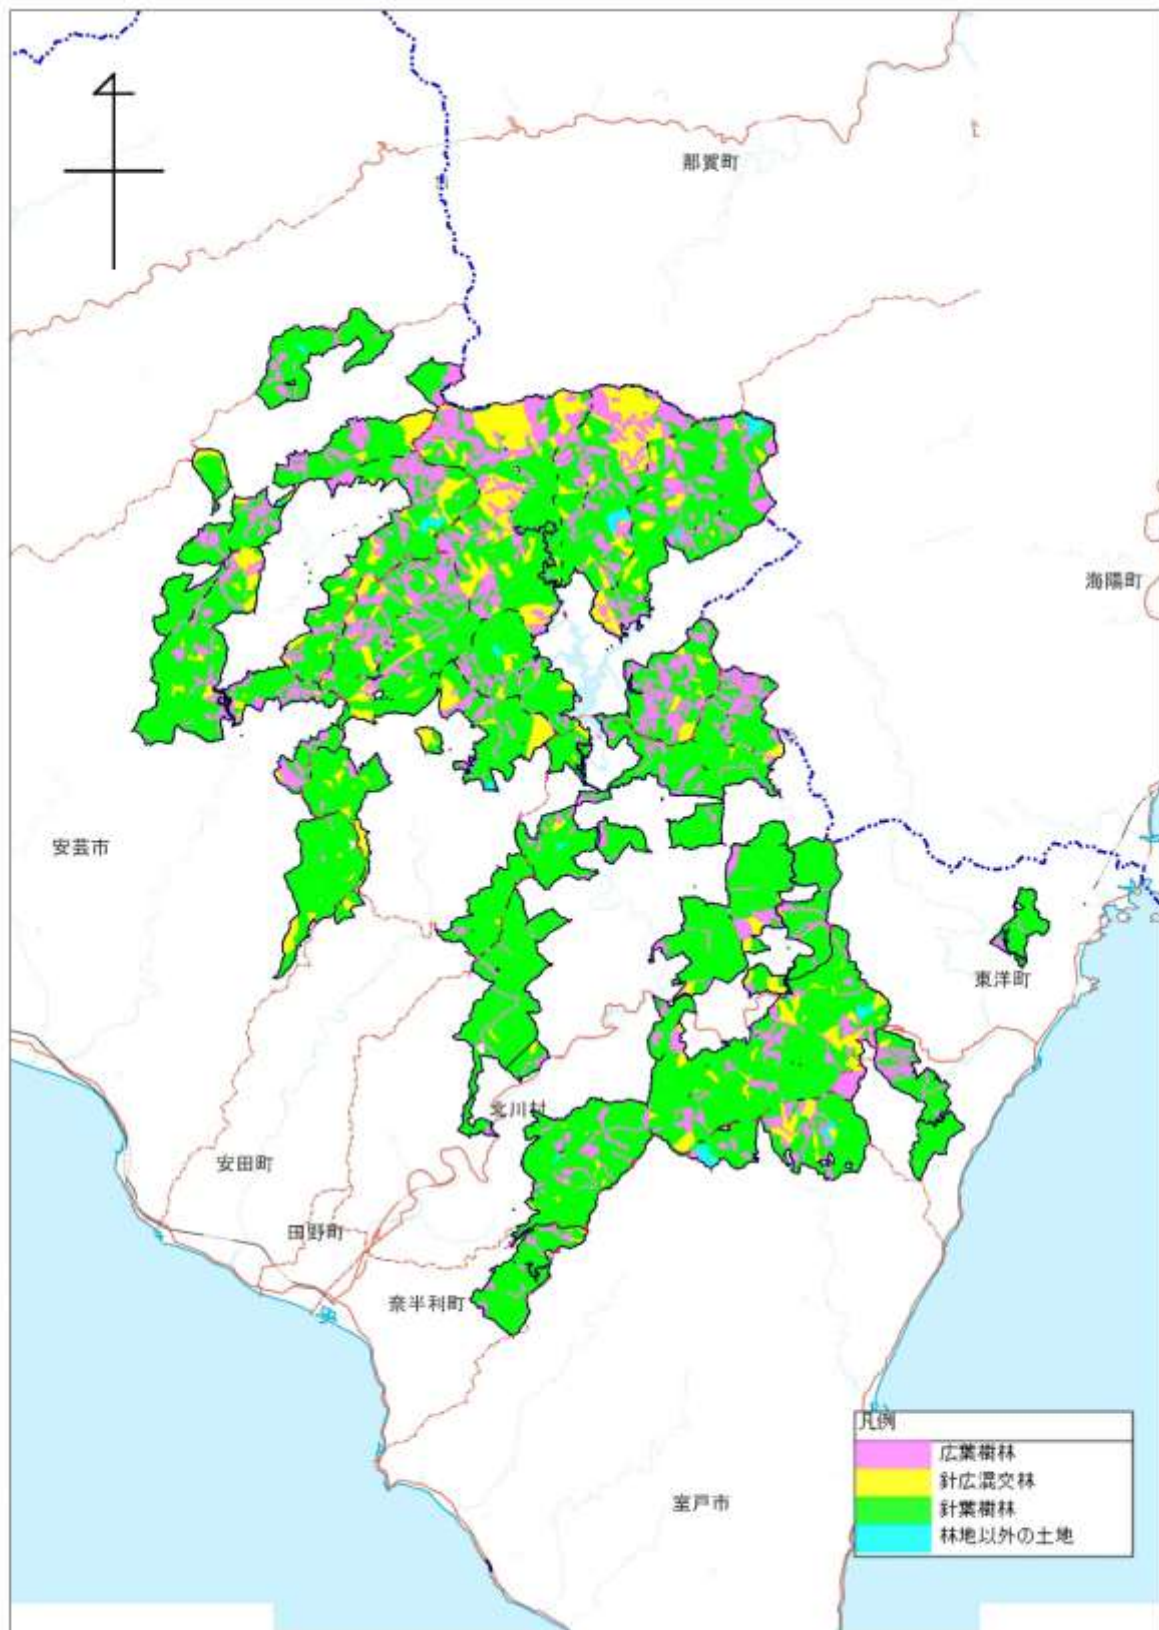 那賀町
海陽町
安芸市
東洋町
北川村
安田町
田野町
奈半利町
室戸市
凡例
広葉樹林
針広混交林
針葉樹林
林地以外の土地